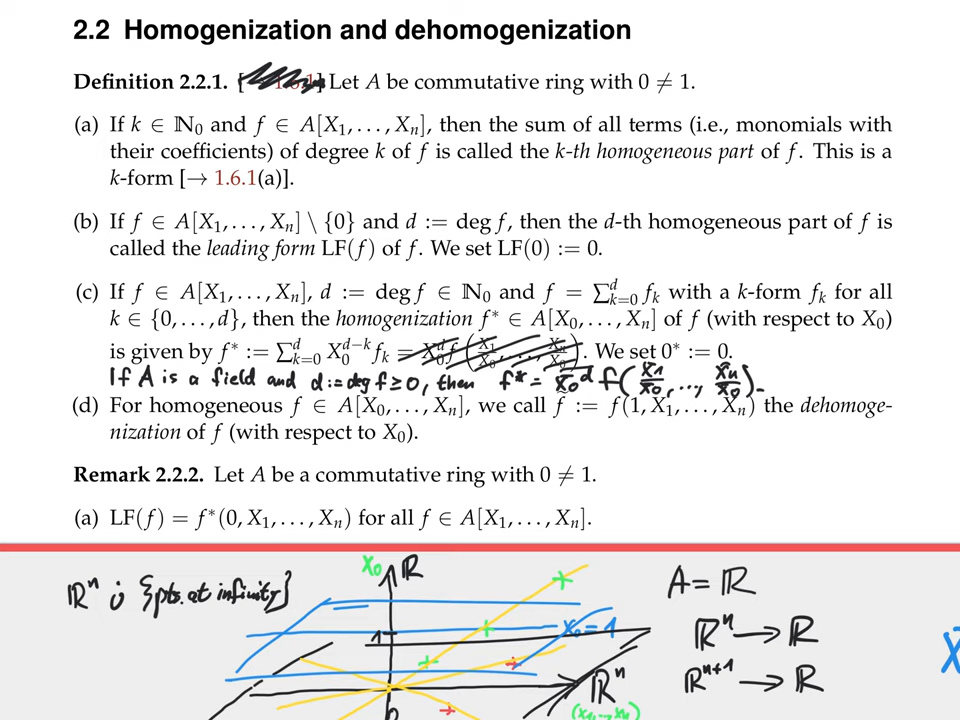 2.2 Homogenization and dehomogenization
Definition 2.2.1. Let A be commutative ring with 0 ≠ 1.
(a) If k ∈ ℕ₀ and f ∈ A[X₁, . . . , Xₙ], then the sum of all terms (i.e., monomials with
their coefficients) of degree k of f is called the k-th homogeneous part of f. This is a
k-form [→ 1.6.1(a)].
(b) If f ∈ A[X₁, . . . , Xₙ] \ {0} and d := deg f, then the d-th homogeneous part of f is
called the leading form LF(f) of f. We set LF(0) := 0.
(c) If f ∈ A[X₁, . . . , Xₙ], d := deg f ∈ ℕ₀ and f = ∑ᵈₖ₌₀ fₖ with a k-form fₖ for all
k ∈ {0, . . . , d}, then the homogenization f* ∈ A[X₀, . . . , Xₙ] of f (with respect to X₀)
is given by f* := ∑ᵈₖ₌₀ X₀ᵈ⁻ᵏ fₖ = X₀ᵈ f(X₁/X₀, . . . , Xₙ/X₀). We set 0* := 0.
If A is a field and d := deg f ≥ 0, then f* = X₀ᵈ f(X₁/X₀, ..., Xₙ/X₀).
(d) For homogeneous f ∈ A[X₀, . . . , Xₙ], we call f̃ := f(1, X₁, . . . , Xₙ) the dehomoge-
nization of f (with respect to X₀).
Remark 2.2.2. Let A be a commutative ring with 0 ≠ 1.
(a) LF(f) = f*(0, X₁, . . . , Xₙ) for all f ∈ A[X₁, . . . , Xₙ].
ℝⁿ ∪̇ {pts. at infinity}
X₀ ℝ
A = ℝ
1
X₀ = 1
ℝⁿ → ℝ
ℝⁿ
ℝⁿ⁺¹ → ℝ
0